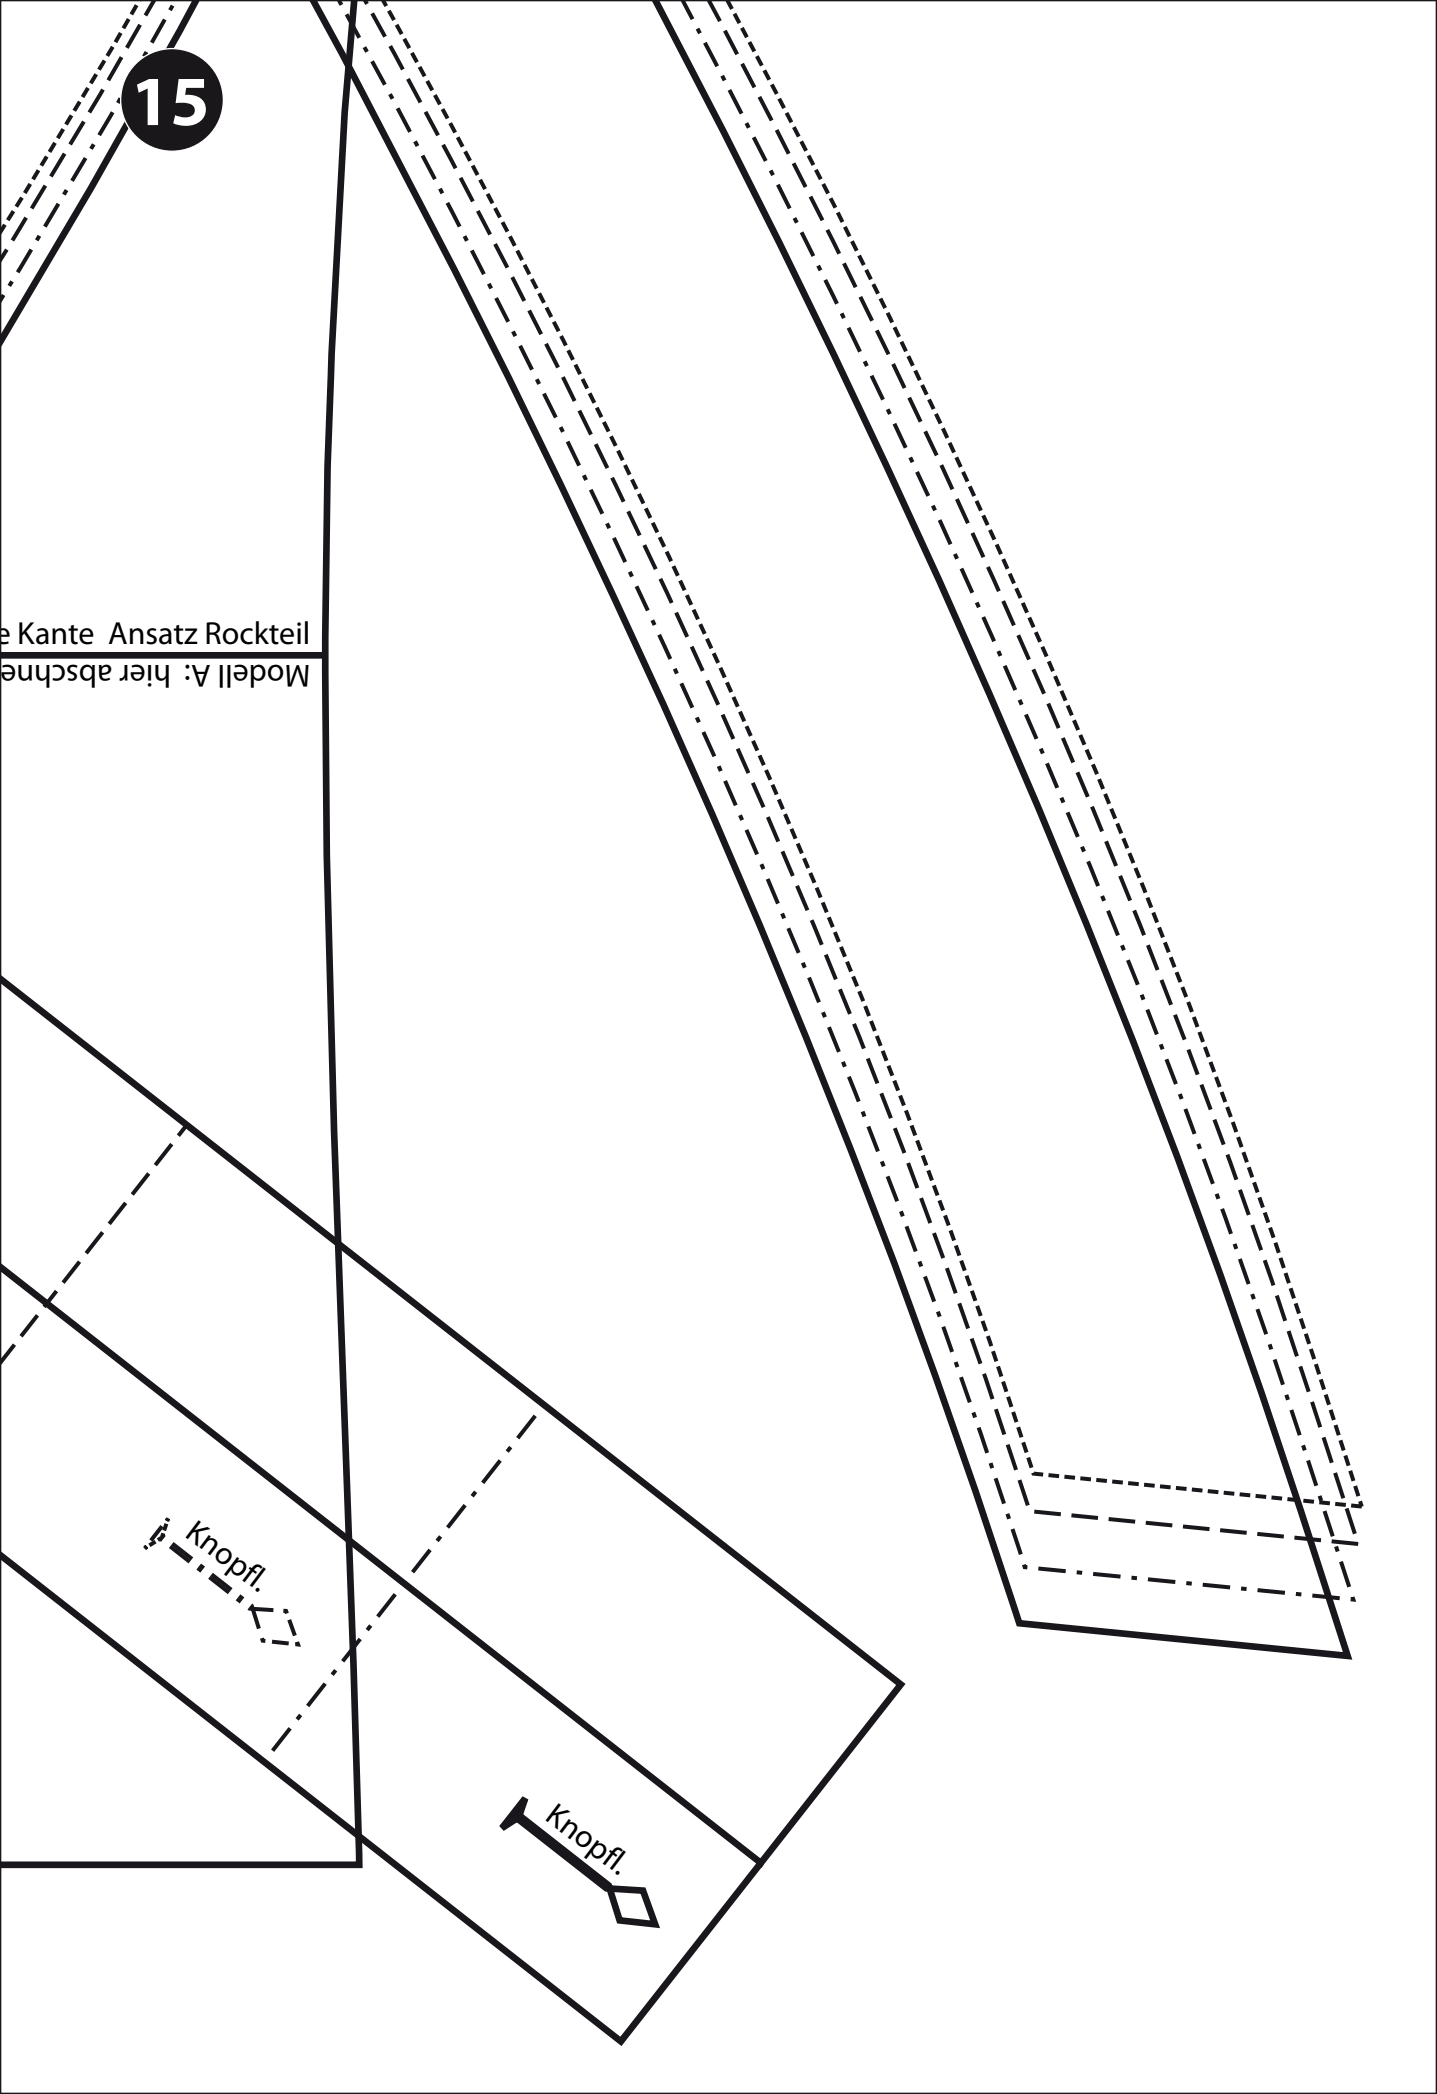 15
e Kante  Ansatz Rockteil
Modell A:  hier abschne
Knopfl.
Knopfl.